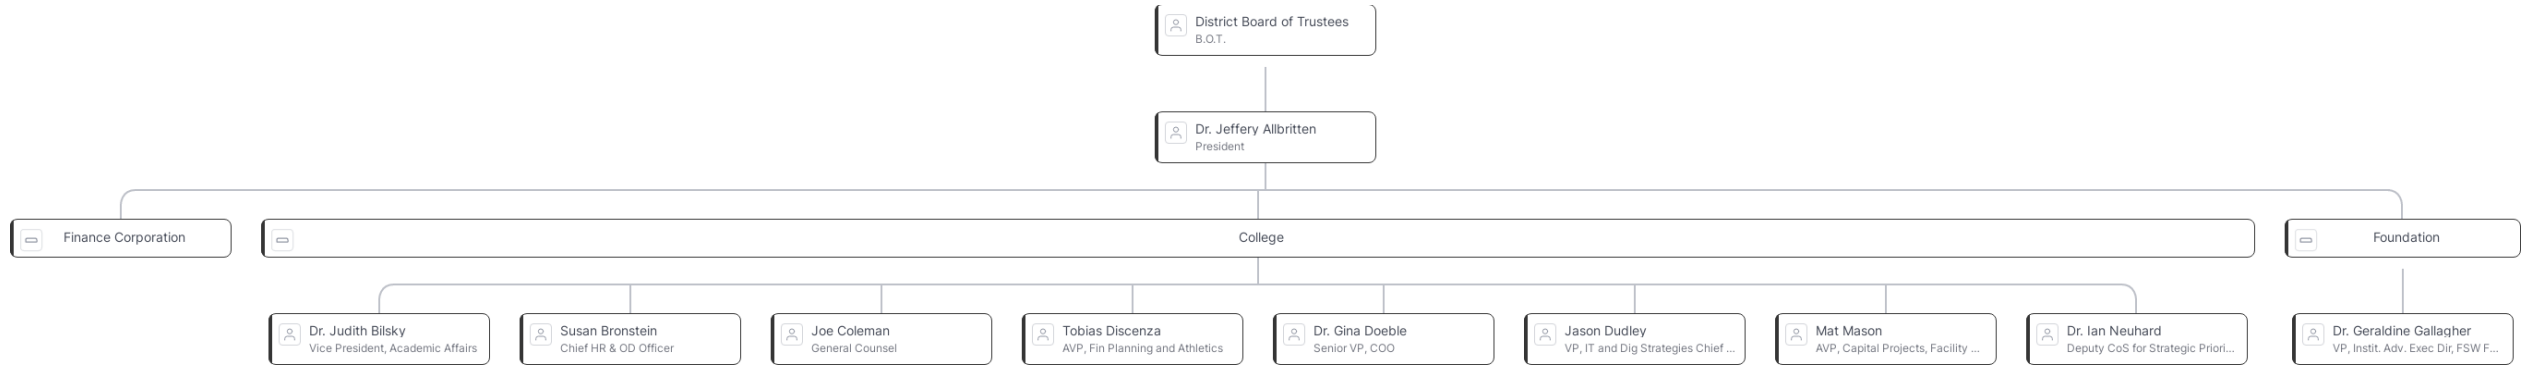 District Board of Trustees
B.O.T.
Dr. Jeffery Allbritten
President
Finance Corporation
College
Foundation
Dr. Judith Bilsky
Vice President, Academic Affairs
Susan Bronstein
Chief HR & OD Officer
Joe Coleman
General Counsel
Tobias Discenza
AVP, Fin Planning and Athletics
Dr. Gina Doeble
Senior VP, COO
Jason Dudley
VP, IT and Dig Strategies Chief ...
Mat Mason
AVP, Capital Projects, Facility ...
Dr. Ian Neuhard
Deputy CoS for Strategic Priori...
Dr. Geraldine Gallagher
VP, Instit. Adv. Exec Dir, FSW F...